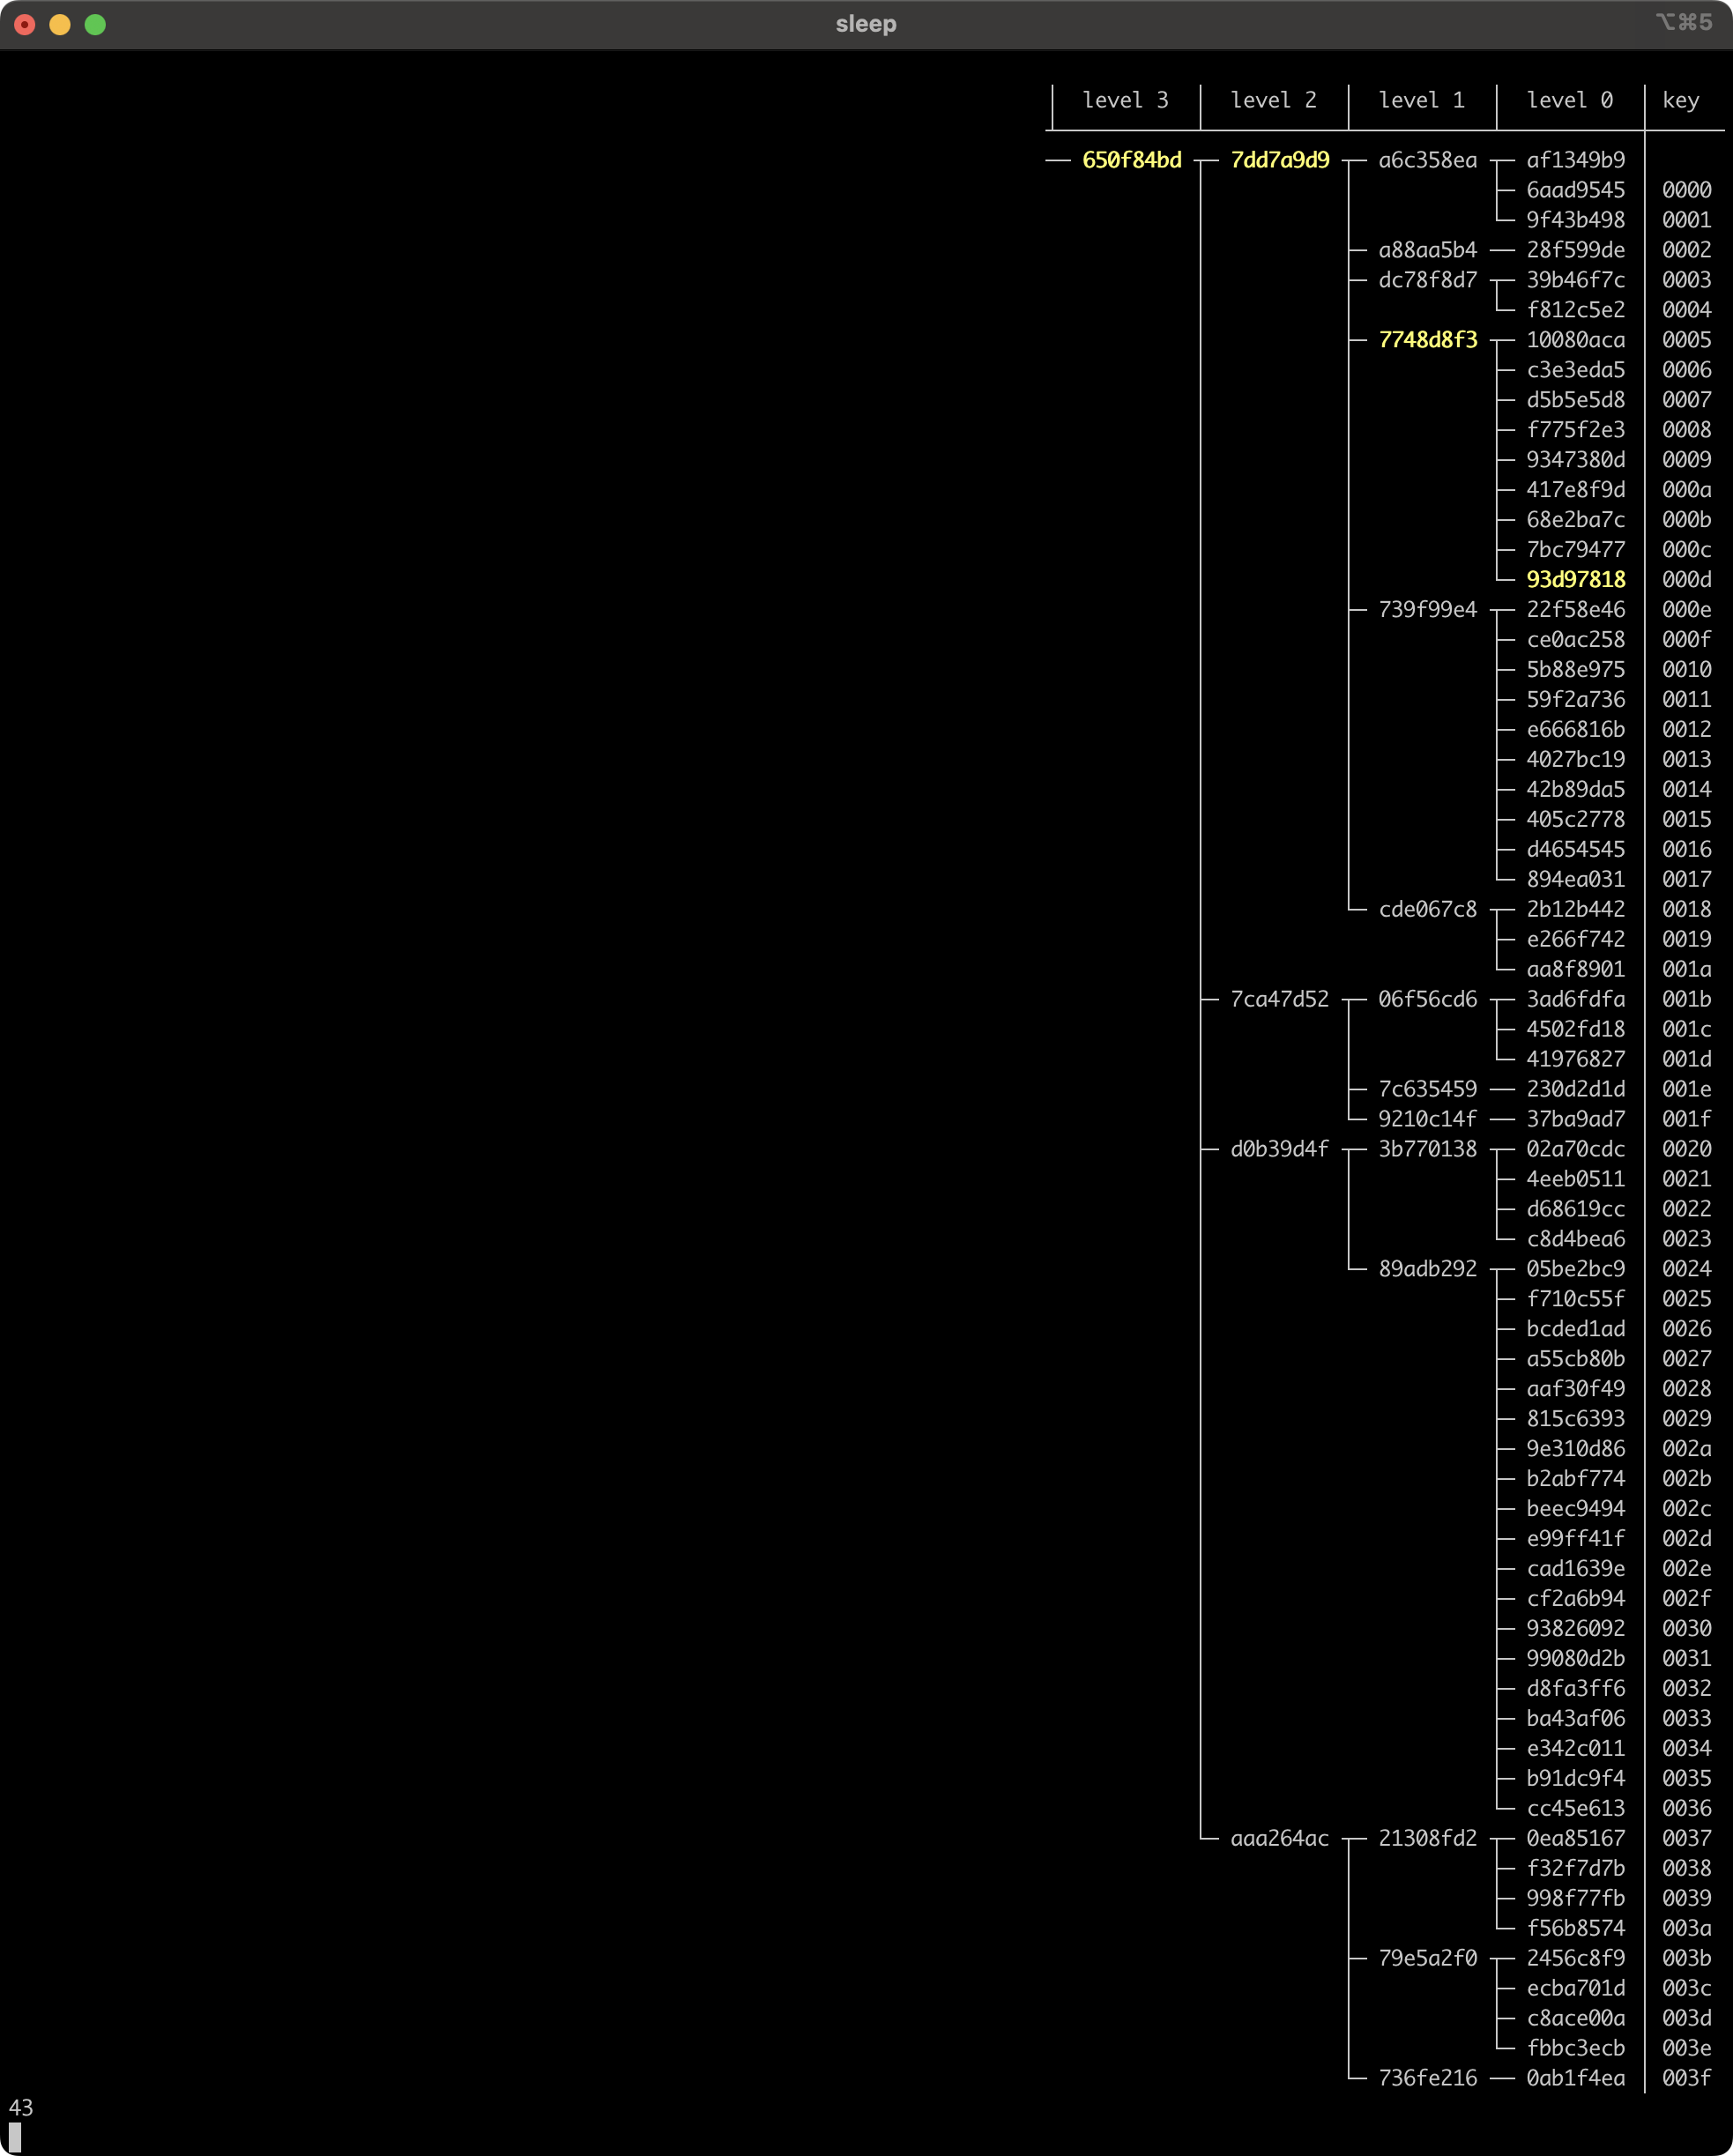 sleep
⌥⌘5
level 3 level 2 level 1 level 0 key
650f84bd 7dd7a9d9 a6c358ea af1349b9
6aad9545 0000
9f43b498 0001
a88aa5b4 28f599de 0002
dc78f8d7 39b46f7c 0003
f812c5e2 0004
7748d8f3 10080aca 0005
c3e3eda5 0006
d5b5e5d8 0007
f775f2e3 0008
9347380d 0009
417e8f9d 000a
68e2ba7c 000b
7bc79477 000c
93d97818 000d
739f99e4 22f58e46 000e
ce0ac258 000f
5b88e975 0010
59f2a736 0011
e666816b 0012
4027bc19 0013
42b89da5 0014
405c2778 0015
d4654545 0016
894ea031 0017
cde067c8 2b12b442 0018
e266f742 0019
aa8f8901 001a
7ca47d52 06f56cd6 3ad6fdfa 001b
4502fd18 001c
41976827 001d
7c635459 230d2d1d 001e
9210c14f 37ba9ad7 001f
d0b39d4f 3b770138 02a70cdc 0020
4eeb0511 0021
d68619cc 0022
c8d4bea6 0023
89adb292 05be2bc9 0024
f710c55f 0025
bcded1ad 0026
a55cb80b 0027
aaf30f49 0028
815c6393 0029
9e310d86 002a
b2abf774 002b
beec9494 002c
e99ff41f 002d
cad1639e 002e
cf2a6b94 002f
93826092 0030
99080d2b 0031
d8fa3ff6 0032
ba43af06 0033
e342c011 0034
b91dc9f4 0035
cc45e613 0036
aaa264ac 21308fd2 0ea85167 0037
f32f7d7b 0038
998f77fb 0039
f56b8574 003a
79e5a2f0 2456c8f9 003b
ecba701d 003c
c8ace00a 003d
fbbc3ecb 003e
736fe216 0ab1f4ea 003f
43